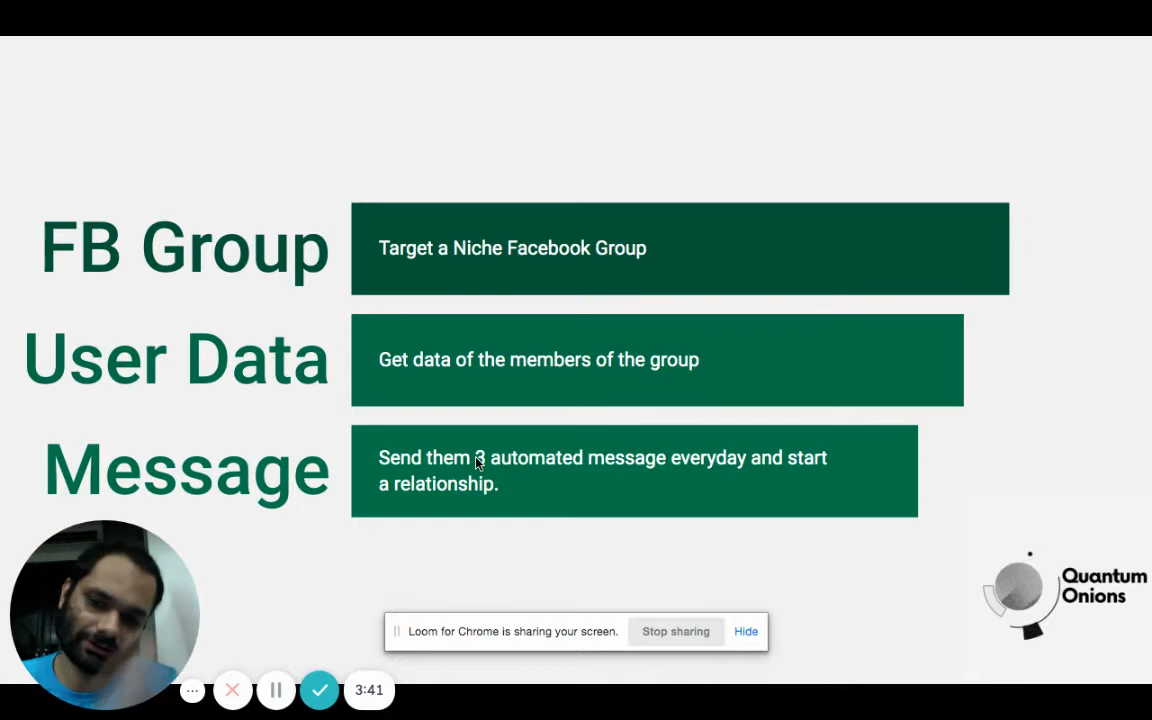 FB Group
Target a Niche Facebook Group
User Data
Get data of the members of the group
Message
Send them 3 automated message everyday and start
a relationship.
Quantum
Onions
Loom for Chrome is sharing your screen.
Stop sharing
Hide
3:41